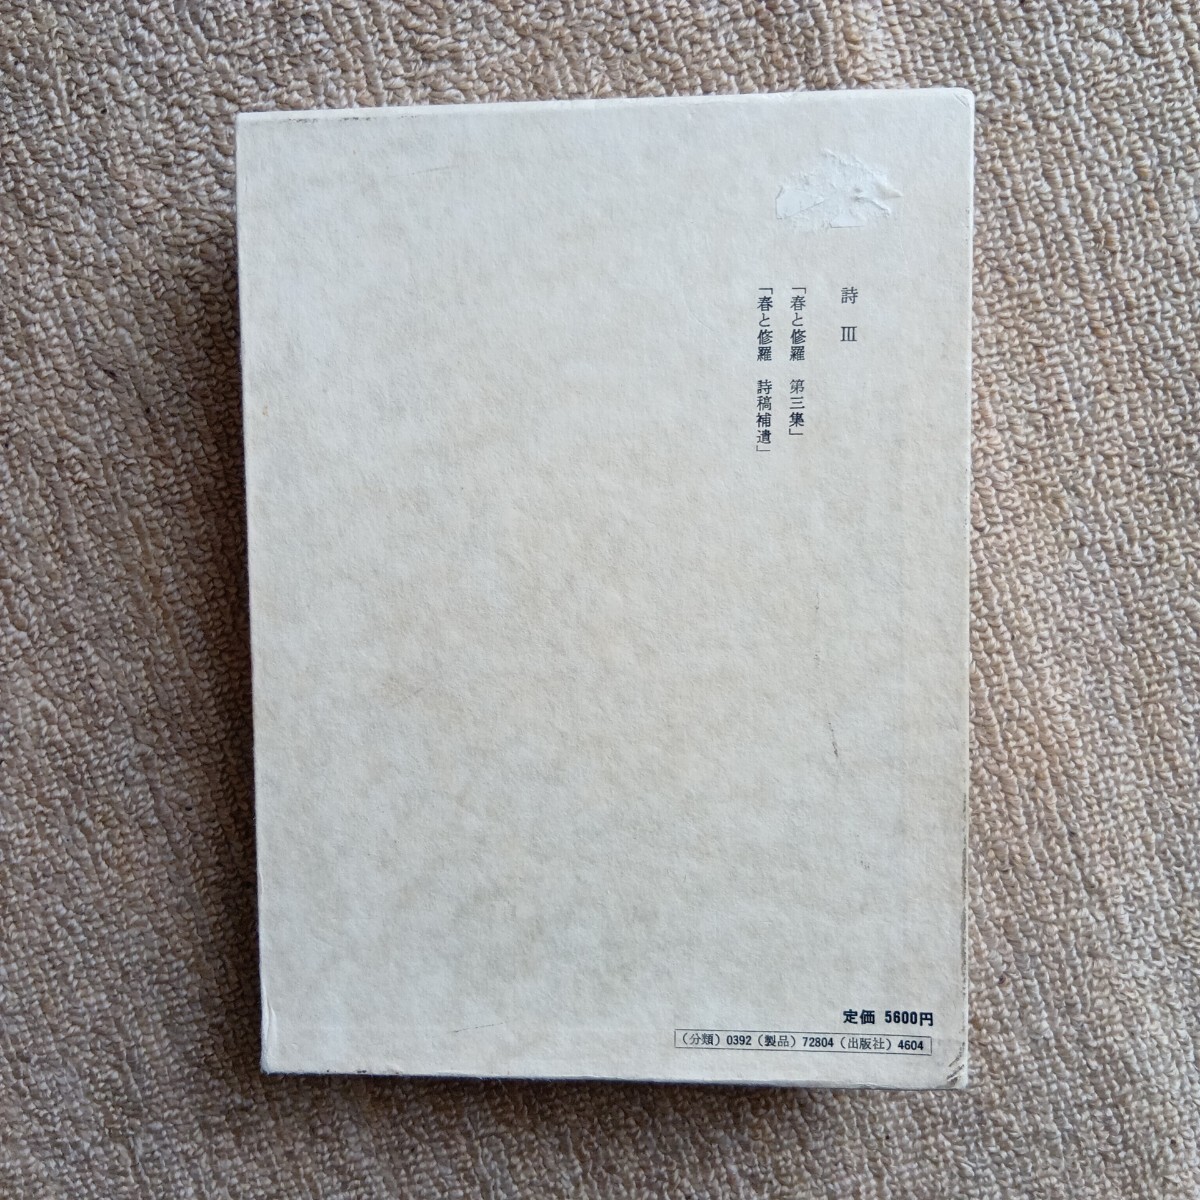 詩 Ⅲ
「春と修羅 第三集」
「春と修羅 詩稿補遺」
定価 5600円
(分類) 0392 (製品) 72804 (出版社) 4604